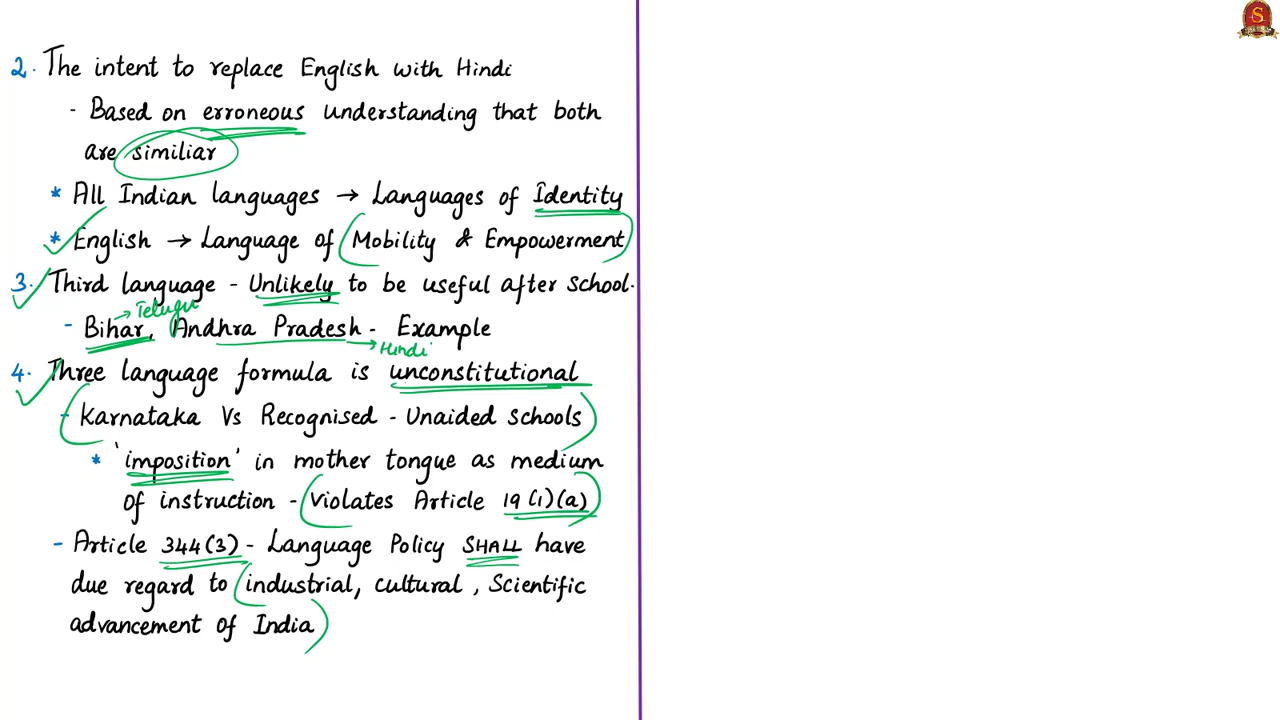 2. The intent to replace English with Hindi
- Based on erroneous understanding that both
are similiar
* All Indian languages → Languages of Identity
* English → Language of Mobility & Empowerment
3. Third language - Unlikely to be useful after school.
→ Telugu
- Bihar, Andhra Pradesh - Example
→ Hindi
4. Three language formula is unconstitutional
- Karnataka Vs Recognised - Unaided schools
* 'imposition' in mother tongue as medium
of instruction - violates Article 19(1)(a)
- Article 344(3) - Language Policy SHALL have
due regard to industrial, cultural, Scientific
advancement of India
S